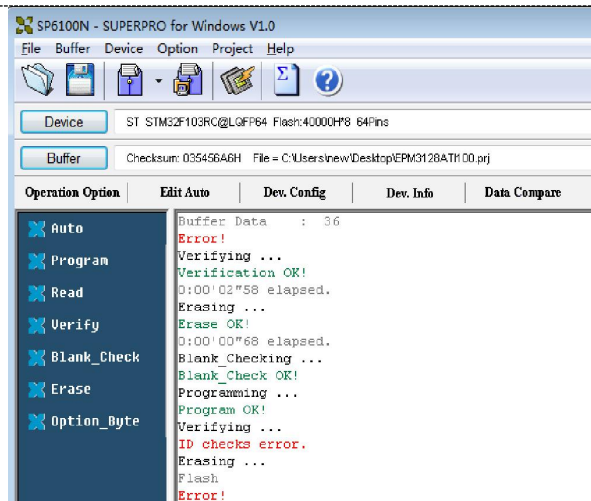 SP6100N - SUPERPRO for Windows V1.0
File Buffer Device Option Project Help
Device ST STM32F103RC@LQFP64 Flash:40000H*8 64Pins
Buffer Checksum: 035456A6H File = C:\Users\new\Desktop\EPM3128ATI100.prj
Operation Option Edit Auto Dev. Config Dev. Info Data Compare
Auto
Program
Read
Verify
Blank_Check
Erase
Option_Byte
Buffer Data : 36
Error!
Verifying ...
Verification OK!
0:00'02"58 elapsed.
Erasing ...
Erase OK!
0:00'00"68 elapsed.
Blank_Checking ...
Blank_Check OK!
Programming ...
Program OK!
Verifying ...
ID checks error.
Erasing ...
Flash
Error!